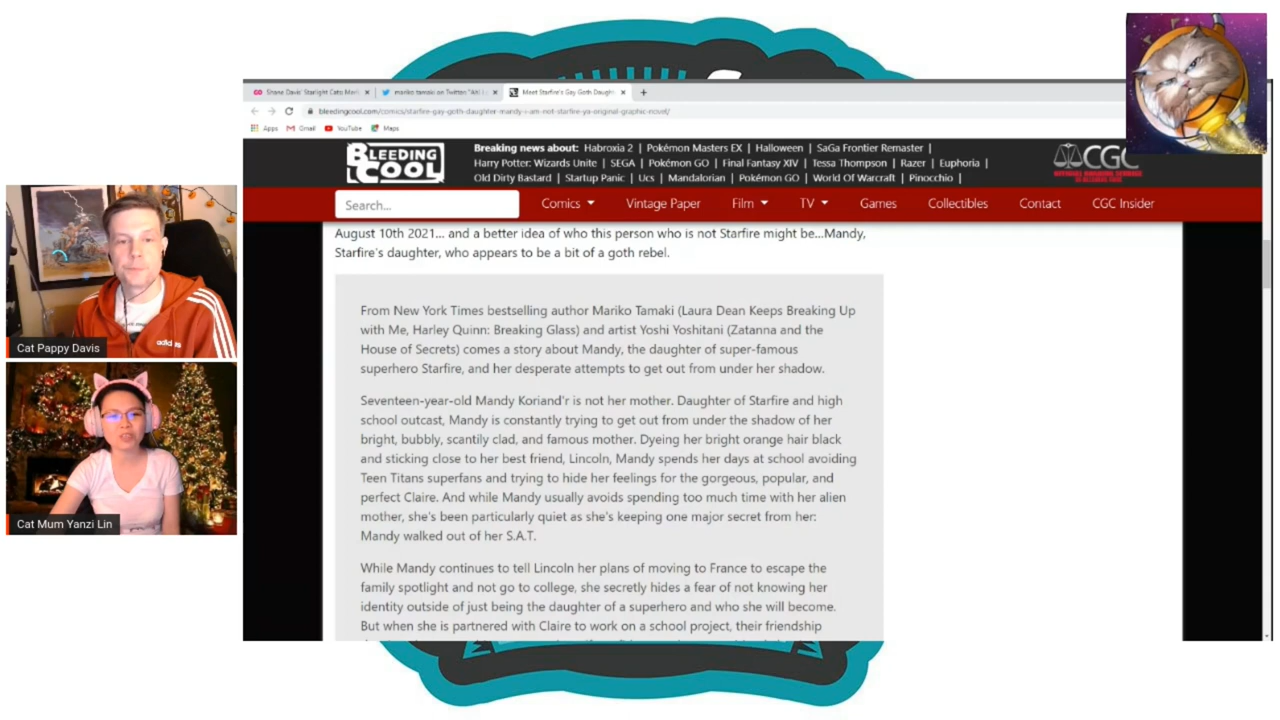 Shane Davis' Starlight Cats Meri
mariko tamaki on Twitter: "Ah! I
Meet Starfire's Gay Goth Daught
bleedingcool.com/comics/starfire-gay-goth-daughter-mandy-i-am-not-starfire-ya-original-graphic-novel/
Apps Gmail YouTube Maps
BLEEDING COOL
Breaking news about: Habroxia 2 | Pokémon Masters EX | Halloween | SaGa Frontier Remaster |
Harry Potter: Wizards Unite | SEGA | Pokémon GO | Final Fantasy XIV | Tessa Thompson | Razer | Euphoria |
Old Dirty Bastard | Startup Panic | Ucs | Mandalorian | Pokémon GO | World Of Warcraft | Pinocchio |
CGC
Search...
Comics Vintage Paper Film TV Games Collectibles Contact CGC Insider
August 10th 2021... and a better idea of who this person who is not Starfire might be...Mandy,
Starfire's daughter, who appears to be a bit of a goth rebel.
From New York Times bestselling author Mariko Tamaki (Laura Dean Keeps Breaking Up
with Me, Harley Quinn: Breaking Glass) and artist Yoshi Yoshitani (Zatanna and the
House of Secrets) comes a story about Mandy, the daughter of super-famous
superhero Starfire, and her desperate attempts to get out from under her shadow.
Seventeen-year-old Mandy Koriand'r is not her mother. Daughter of Starfire and high
school outcast, Mandy is constantly trying to get out from under the shadow of her
bright, bubbly, scantily clad, and famous mother. Dyeing her bright orange hair black
and sticking close to her best friend, Lincoln, Mandy spends her days at school avoiding
Teen Titans superfans and trying to hide her feelings for the gorgeous, popular, and
perfect Claire. And while Mandy usually avoids spending too much time with her alien
mother, she's been particularly quiet as she's keeping one major secret from her:
Mandy walked out of her S.A.T.
While Mandy continues to tell Lincoln her plans of moving to France to escape the
family spotlight and not go to college, she secretly hides a fear of not knowing her
identity outside of just being the daughter of a superhero and who she will become.
But when she is partnered with Claire to work on a school project, their friendship
adidas
Cat Pappy Davis
Cat Mum Yanzi Lin